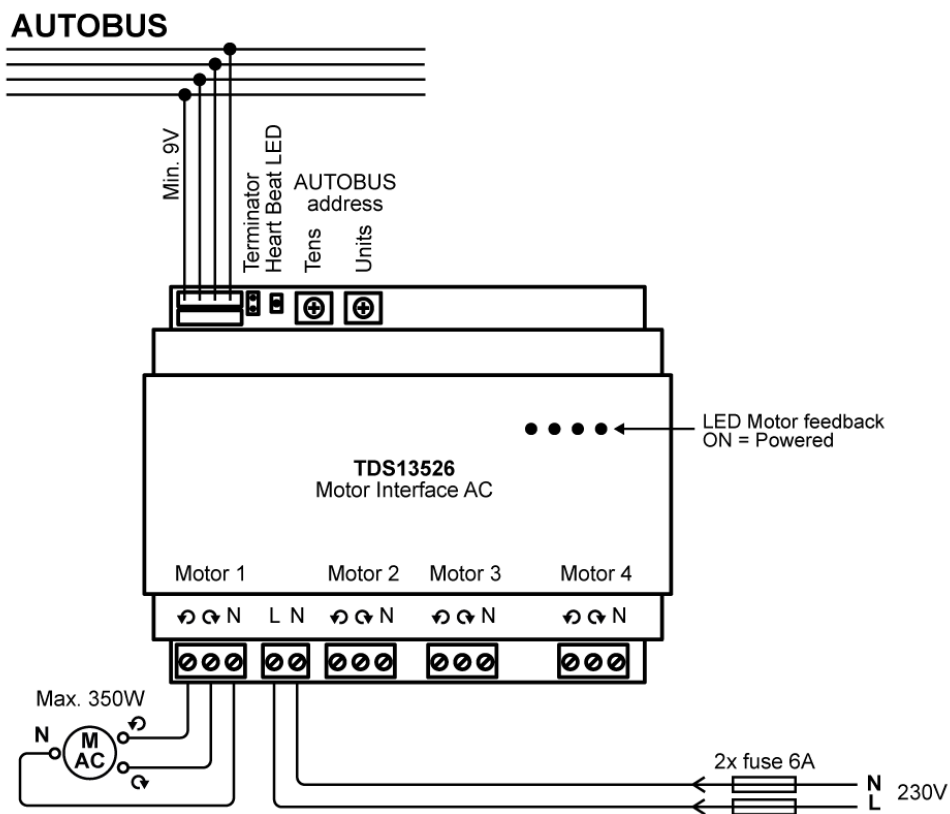 AUTOBUS
Min. 9V
Terminator
Heart Beat LED
AUTOBUS
address
Tens
Units
LED Motor feedback
ON = Powered
TDS13526
Motor Interface AC
Motor 1
Motor 2
Motor 3
Motor 4
N L N N N N
Max. 350W
N
M
AC
2x fuse 6A
N
L
230V